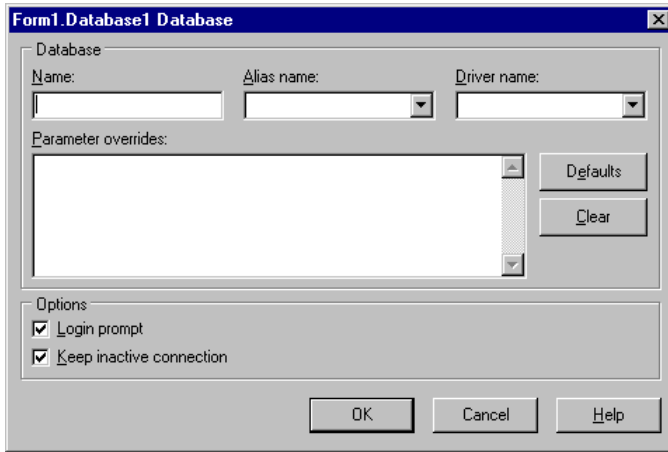 Form1.Database1 Database
Database
Name:
Alias name:
Driver name:
Parameter overrides:
Defaults
Clear
Options
Login prompt
Keep inactive connection
OK
Cancel
Help